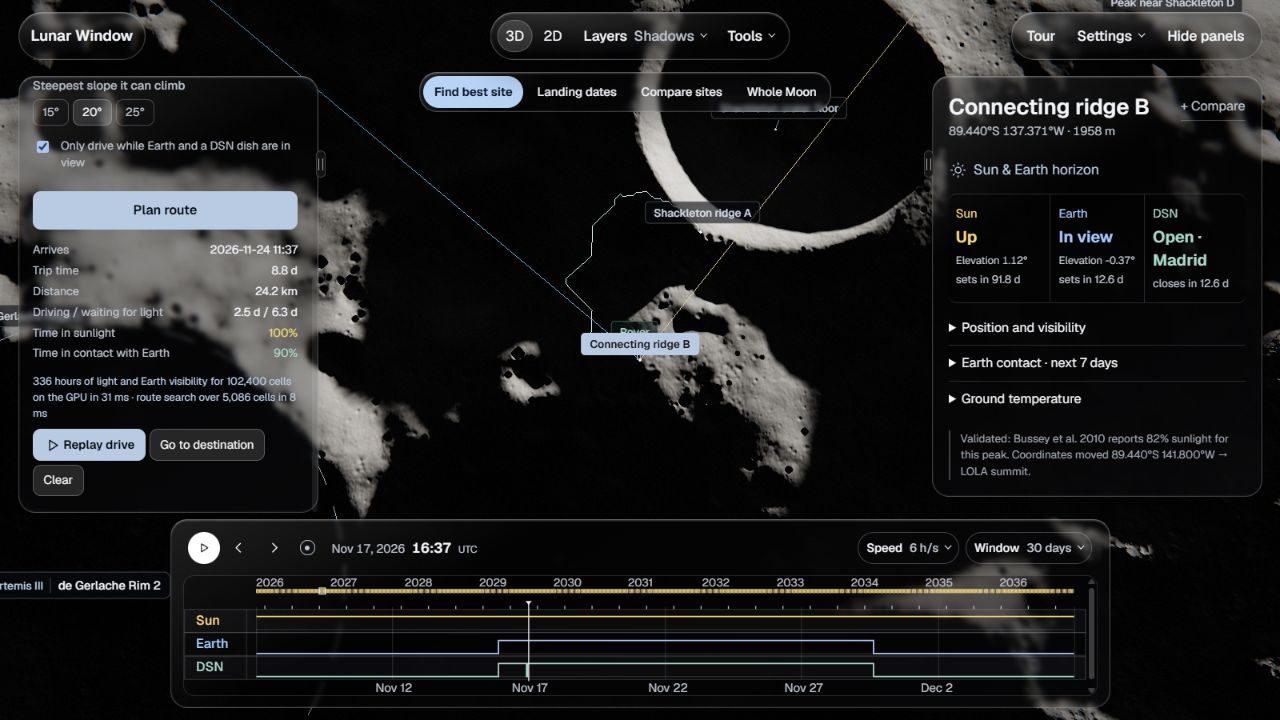 Peak near Shackleton D
Lunar Window
3D 2D Layers Shadows Tools
Tour Settings Hide panels
Find best site Landing dates Compare sites Whole Moon
Steepest slope it can climb
15° 20° 25°
Only drive while Earth and a DSN dish are in
view
Plan route
Arrives 2026-11-24 11:37
Trip time 8.8 d
Distance 24.2 km
Driving / waiting for light 2.5 d / 6.3 d
Time in sunlight 100%
Time in contact with Earth 90%
336 hours of light and Earth visibility for 102,400 cells
on the GPU in 31 ms · route search over 5,086 cells in 8
ms
Replay drive Go to destination
Clear
Shackleton ridge A
Rover
Connecting ridge B
Connecting ridge B + Compare
89.440°S 137.371°W · 1958 m
Sun & Earth horizon
Sun
Up
Elevation 1.12°
sets in 91.8 d
Earth
In view
Elevation -0.37°
sets in 12.6 d
DSN
Open ·
Madrid
closes in 12.6 d
Position and visibility
Earth contact · next 7 days
Ground temperature
Validated: Bussey et al. 2010 reports 82% sunlight for
this peak. Coordinates moved 89.440°S 141.800°W →
LOLA summit.
rtemis III de Gerlache Rim 2
Nov 17, 2026 16:37 UTC
Speed 6 h/s Window 30 days
2026 2027 2028 2029 2030 2031 2032 2033 2034 2035 2036
Sun
Earth
DSN
Nov 12 Nov 17 Nov 22 Nov 27 Dec 2